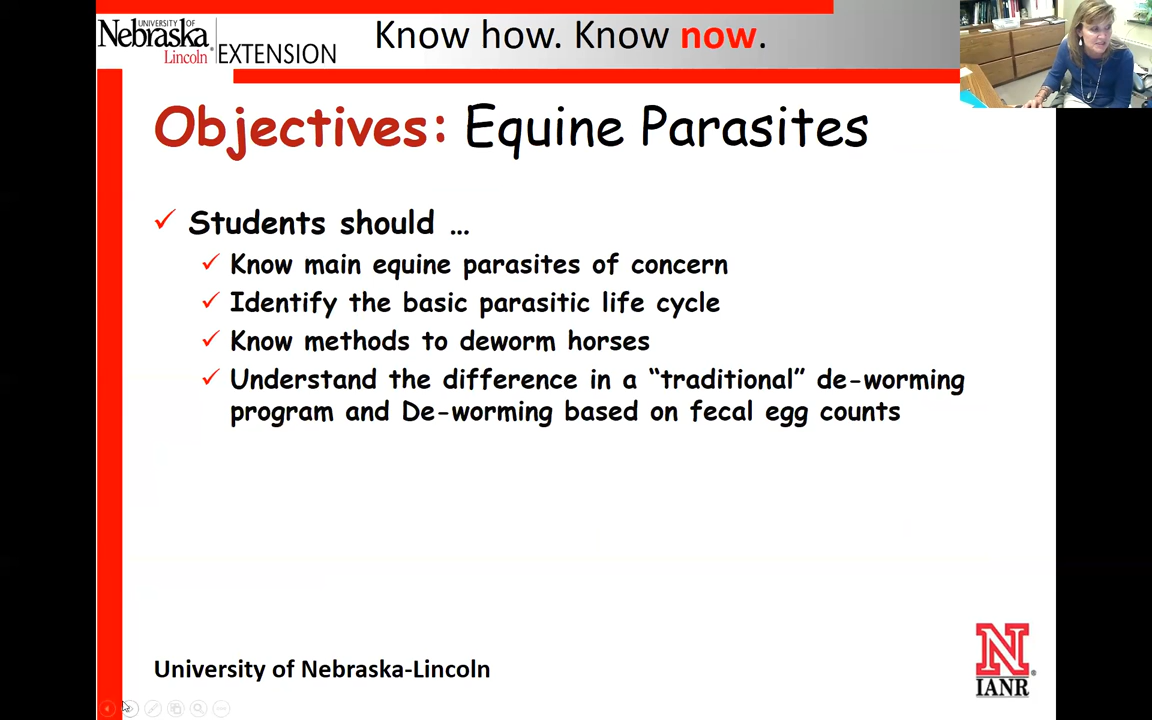 UNIVERSITY OF
Nebraska
Lincoln®
EXTENSION
Know how. Know now.
Objectives: Equine Parasites
Students should …
Know main equine parasites of concern
Identify the basic parasitic life cycle
Know methods to deworm horses
Understand the difference in a “traditional” de-worming
program and De-worming based on fecal egg counts
University of Nebraska-Lincoln
N®
IANR